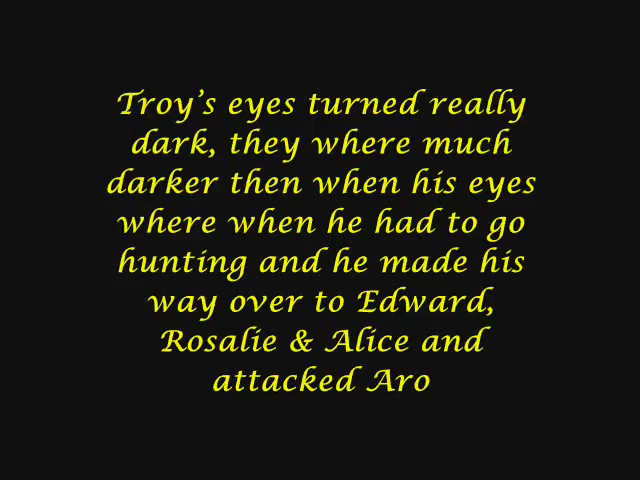 Troy's eyes turned really
dark, they where much
darker then when his eyes
where when he had to go
hunting and he made his
way over to Edward,
Rosalie & Alice and
attacked Aro